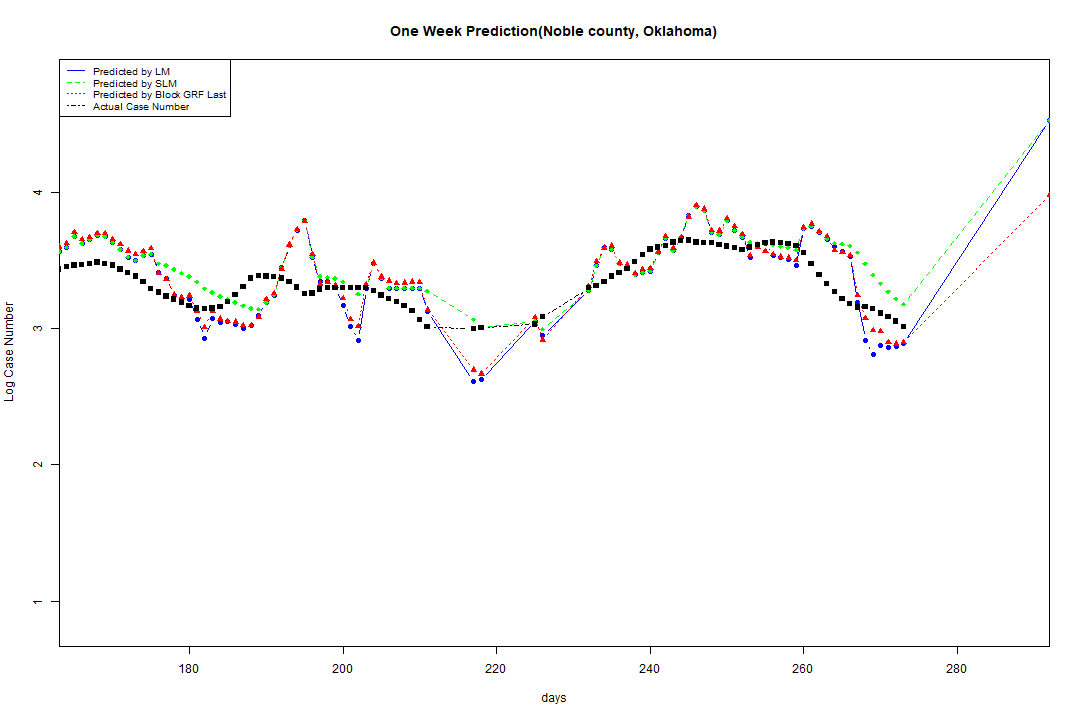 One Week Prediction(Noble county, Oklahoma)
Predicted by LM
Predicted by SLM
Predicted by Block GRF Last
Actual Case Number
Log Case Number
4
3
2
1
180 200 220 240 260 280
days